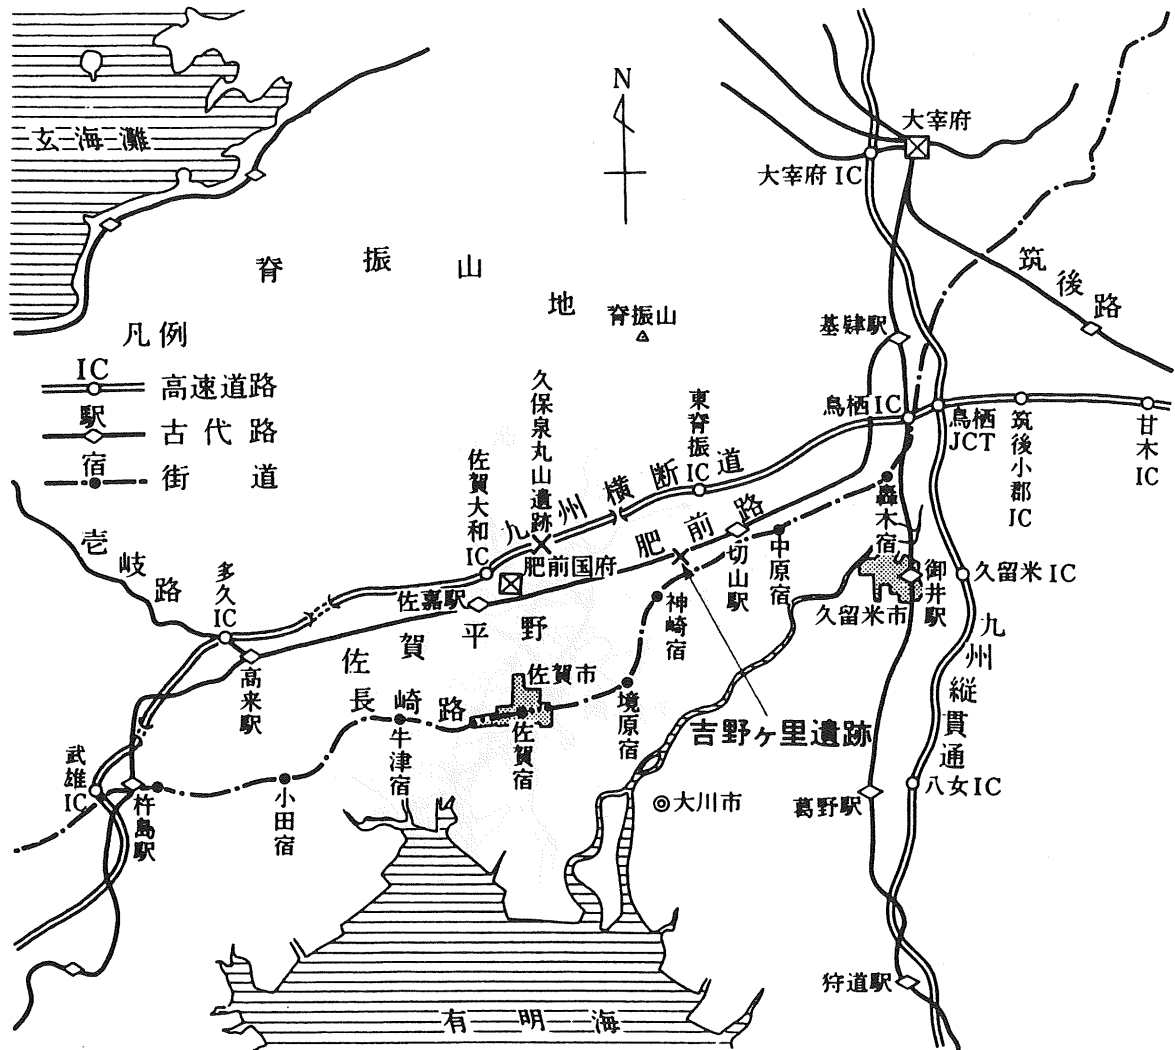 N
玄海灘
大宰府
大宰府 IC
脊振山地
脊振山
筑後路
凡例
IC
高速道路
駅
古代路
宿
街道
基肄駅
久保泉丸山遺跡
東脊振IC
鳥栖IC
鳥栖JCT
筑後小郡IC
甘木IC
佐賀大和IC
九州横断道
肥前路
轟木宿
壱岐路
多久IC
肥前国府
佐嘉駅
切山駅
中原宿
御井駅
久留米IC
久留米市
神崎宿
佐賀平野
高来駅
佐賀市
長崎路
牛津宿
佐賀宿
境原宿
吉野ヶ里遺跡
九州縦貫道
武雄IC
杵島駅
小田宿
大川市
葛野駅
八女IC
狩道駅
有明海